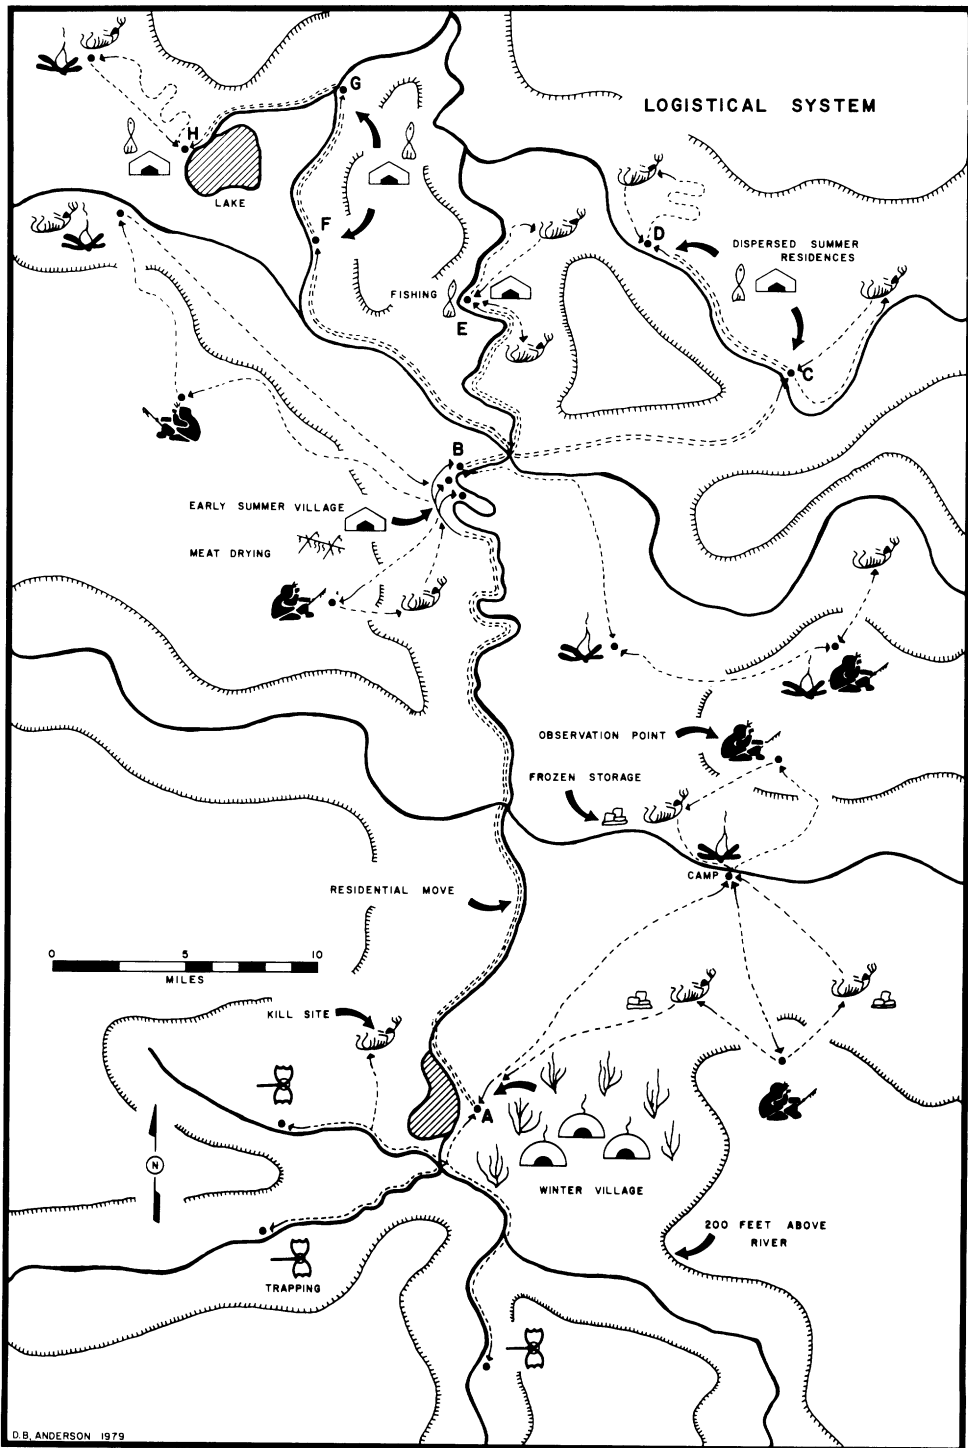 LOGISTICAL SYSTEM
G
H
LAKE
F
D
DISPERSED SUMMER
RESIDENCES
FISHING
E
C
B
EARLY SUMMER VILLAGE
MEAT DRYING
OBSERVATION POINT
FROZEN STORAGE
CAMP
RESIDENTIAL MOVE
0 5 10
MILES
KILL SITE
A
N
WINTER VILLAGE
200 FEET ABOVE
RIVER
TRAPPING
D.B. ANDERSON 1979